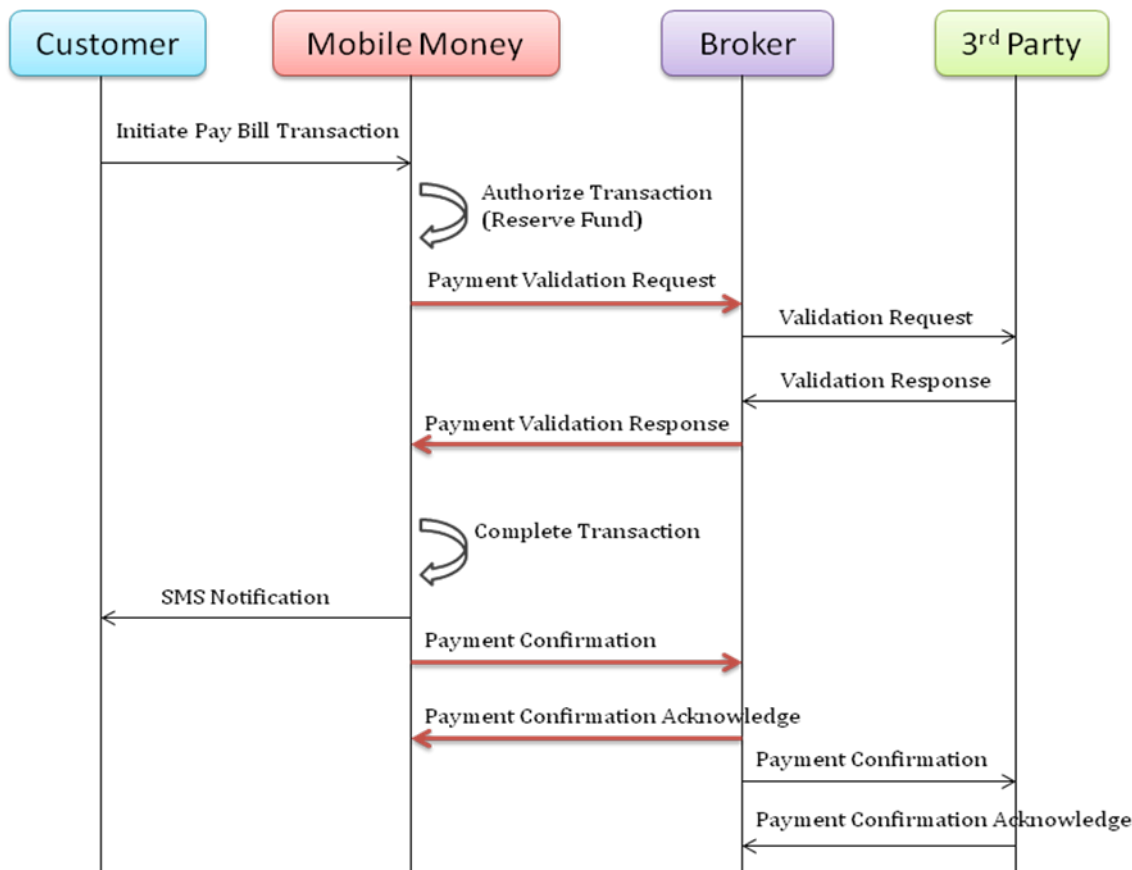 Customer
Mobile Money
Broker
3rd Party
Initiate Pay Bill Transaction
Authorize Transaction
(Reserve Fund)
Payment Validation Request
Validation Request
Validation Response
Payment Validation Response
Complete Transaction
SMS Notification
Payment Confirmation
Payment Confirmation Acknowledge
Payment Confirmation
Payment Confirmation Acknowledge